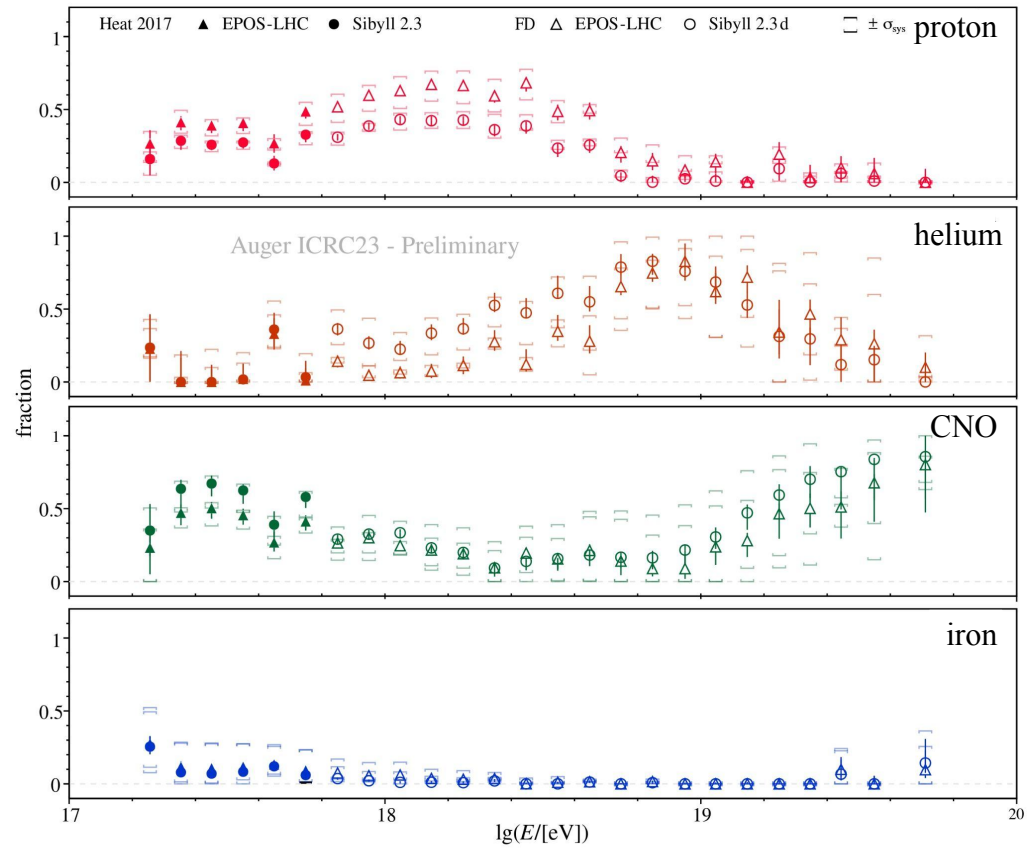 Heat 2017 ▲ EPOS-LHC ● Sibyll 2.3 FD △ EPOS-LHC ○ Sibyll 2.3d ± σsys proton
1
0.5
0
helium
Auger ICRC23 - Preliminary
1
0.5
0
fraction
CNO
1
0.5
0
iron
1
0.5
0
17 18 19 20
lg(E/[eV])